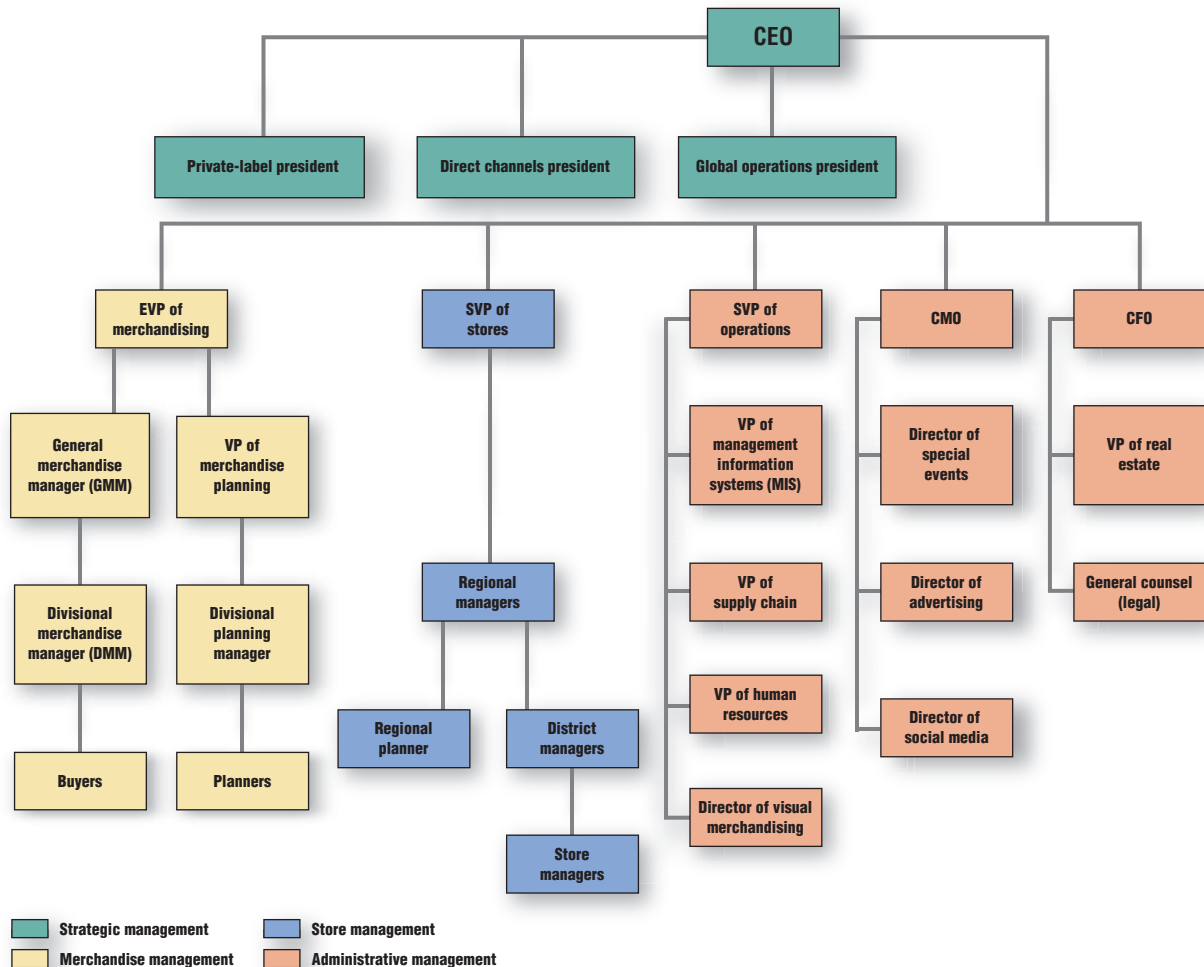 CEO
Private-label president
Direct channels president
Global operations president
EVP of
merchandising
SVP of
stores
SVP of
operations
CMO
CFO
General
merchandise
manager (GMM)
VP of
merchandise
planning
VP of
management
information
systems (MIS)
Director of
special
events
VP of real
estate
Regional
managers
Divisional
merchandise
manager (DMM)
Divisional
planning
manager
VP of
supply chain
Director of
advertising
General counsel
(legal)
VP of human
resources
Regional
planner
District
managers
Director of
social media
Buyers
Planners
Director of visual
merchandising
Store
managers
Strategic management
Store management
Merchandise management
Administrative management